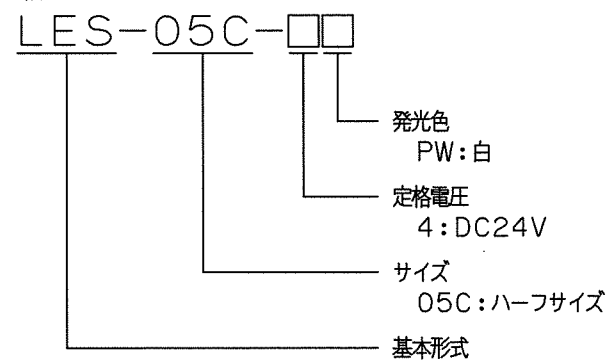 LES-05C-□□
発光色
PW:白
定格電圧
4:DC24V
サイズ
05C:ハーフサイズ
基本形式